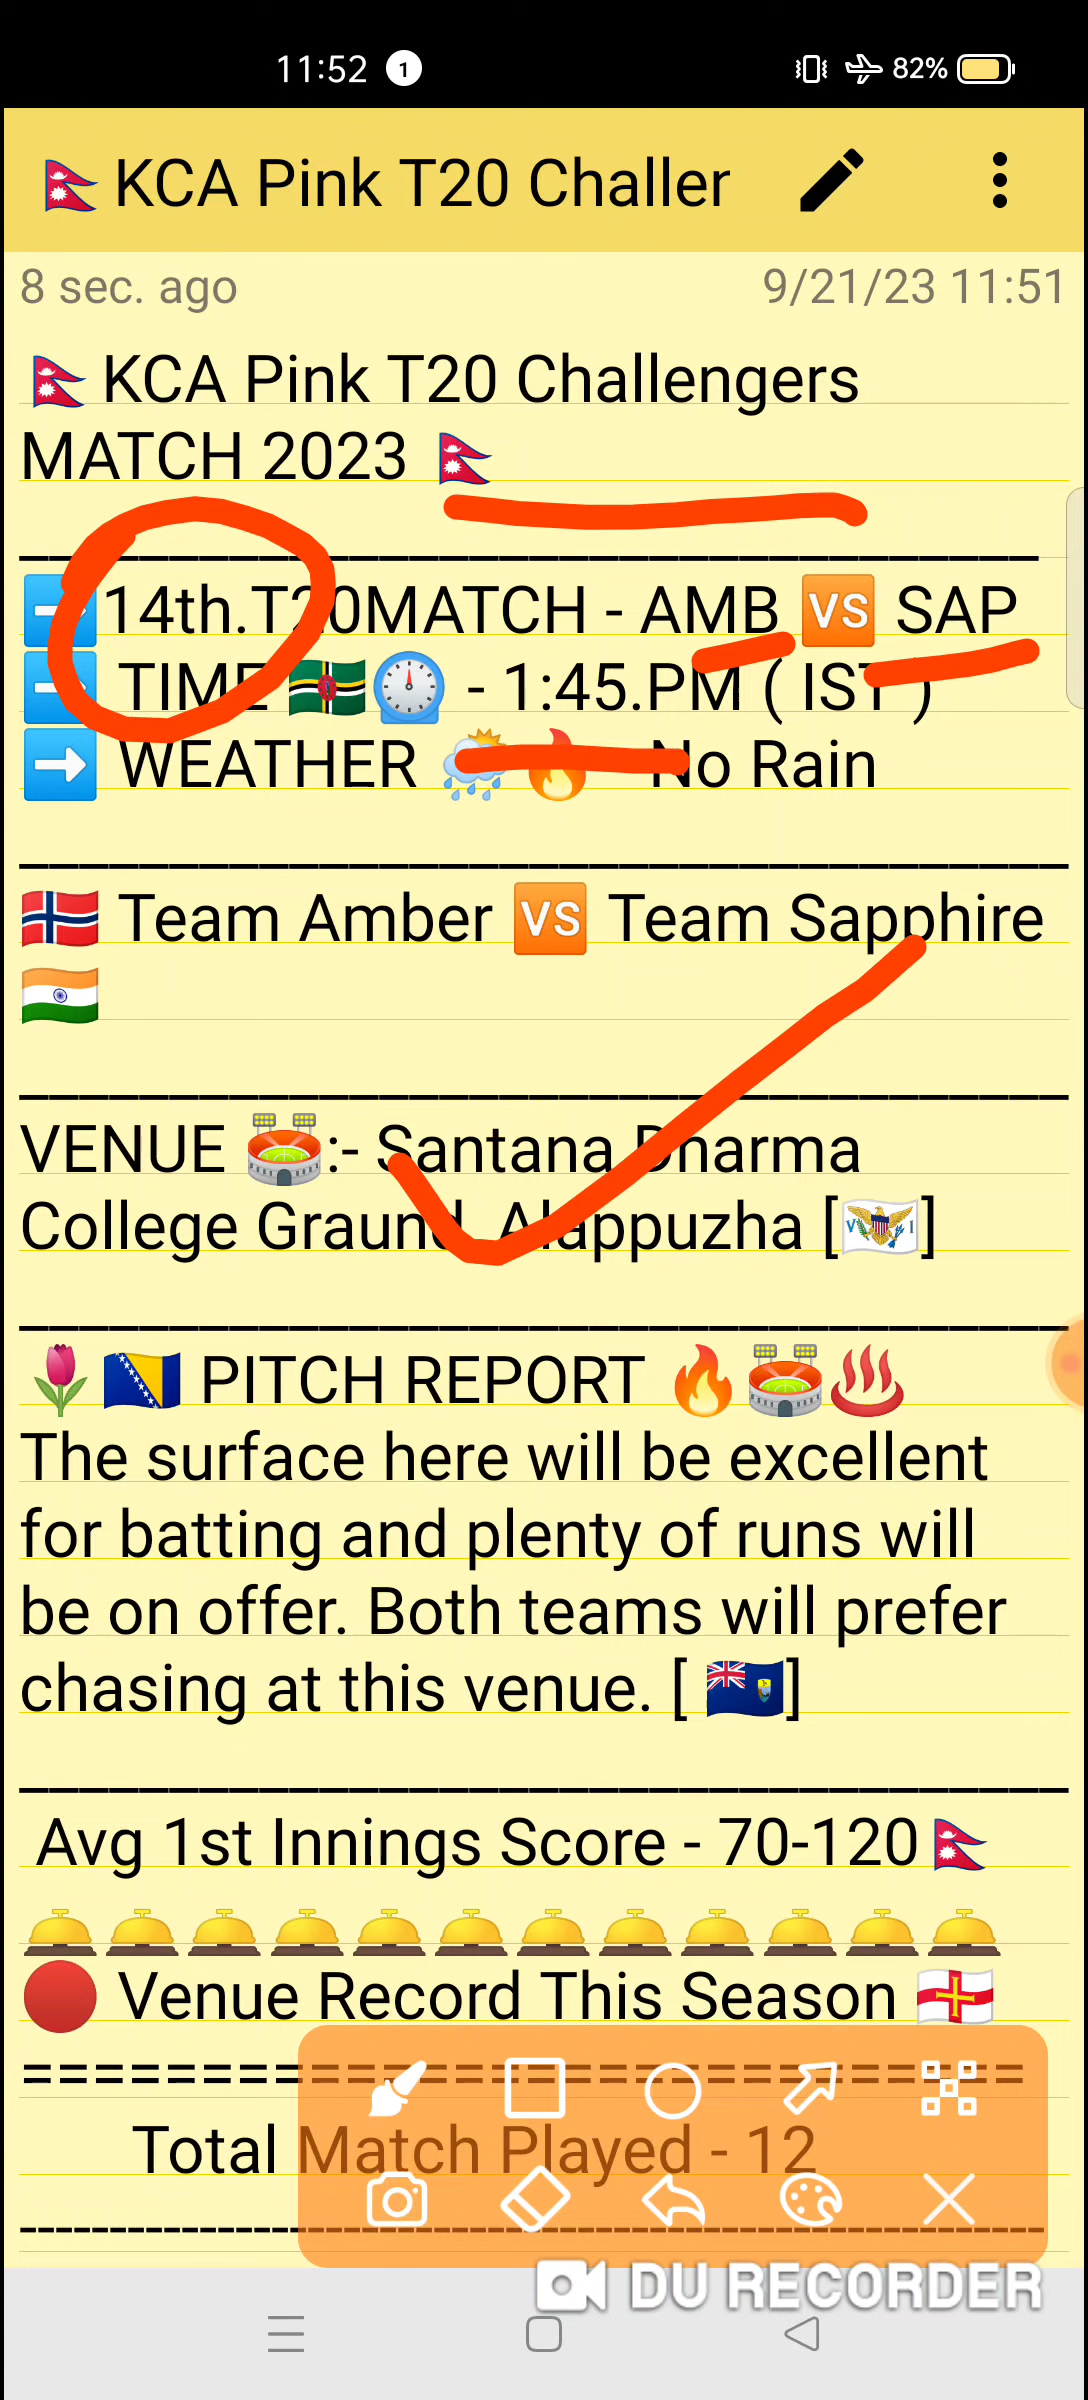 11:52 1 82%
KCA Pink T20 Challer
8 sec. ago 9/21/23 11:51
KCA Pink T20 Challengers
MATCH 2023
14th.T20MATCH - AMB VS SAP
TIME - 1:45.PM ( IST )
WEATHER No Rain
Team Amber VS Team Sapphire
VENUE :- Santana Dharma
College Graund, Alappuzha [ V I ]
PITCH REPORT
The surface here will be excellent
for batting and plenty of runs will
be on offer. Both teams will prefer
chasing at this venue. [ ]
Avg 1st Innings Score - 70-120
Venue Record This Season
============================
Total Match Played - 12
DU RECORDER